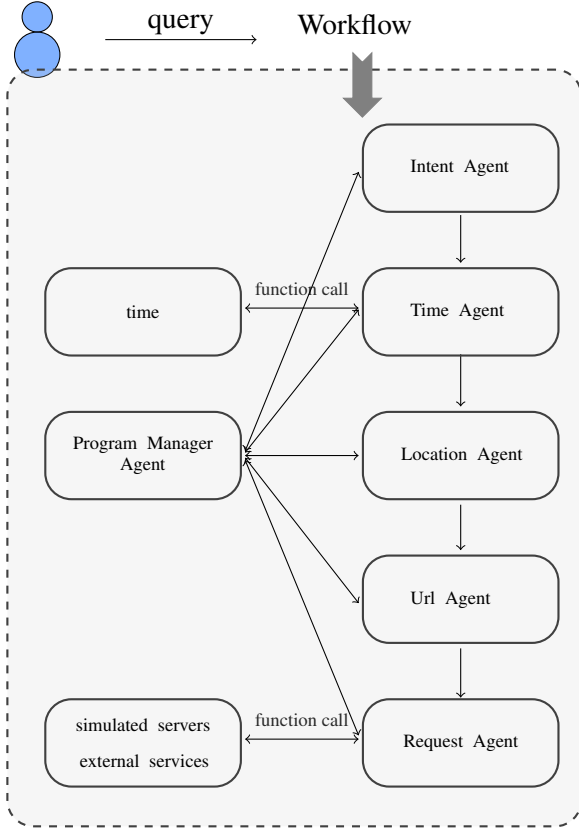 query
Workflow
Intent Agent
function call
time
Time Agent
Program Manager
Agent
Location Agent
Url Agent
simulated servers
external services
function call
Request Agent